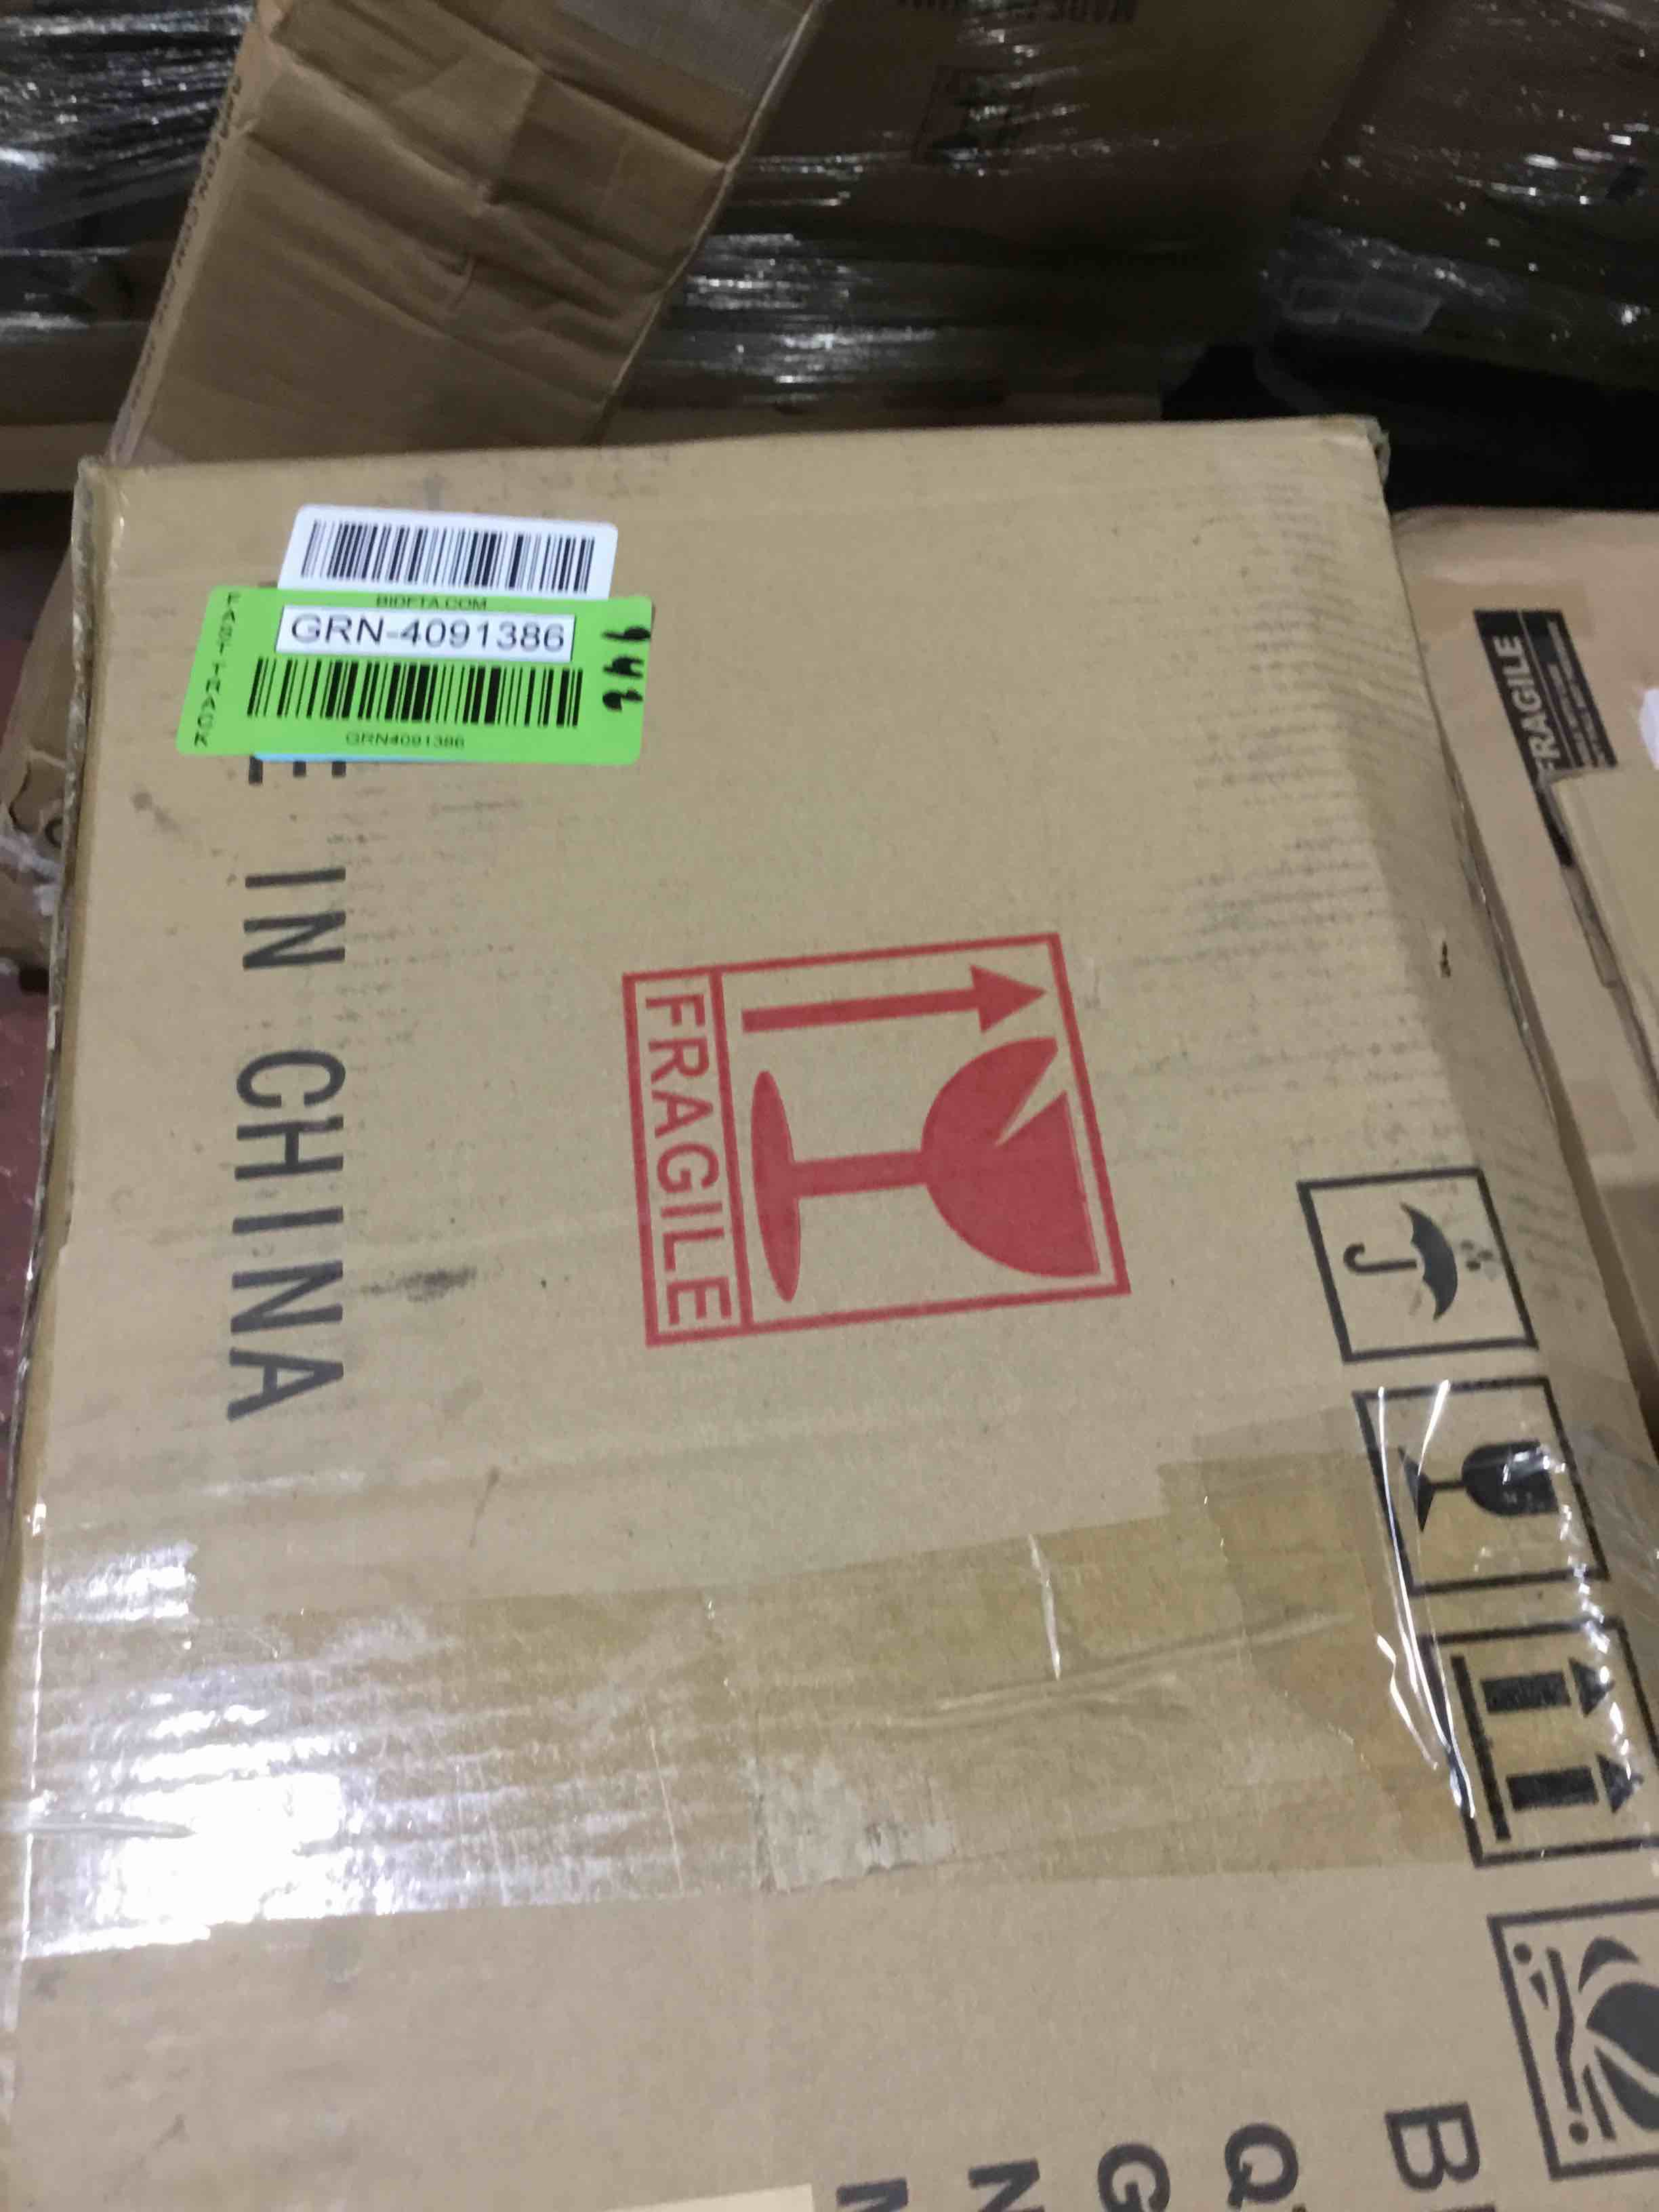 BIDFTA.COM
GRN-4091386
GRN4091386
FAST TRACK
946
E IN CHINA
FRAGILE
FRAGILE